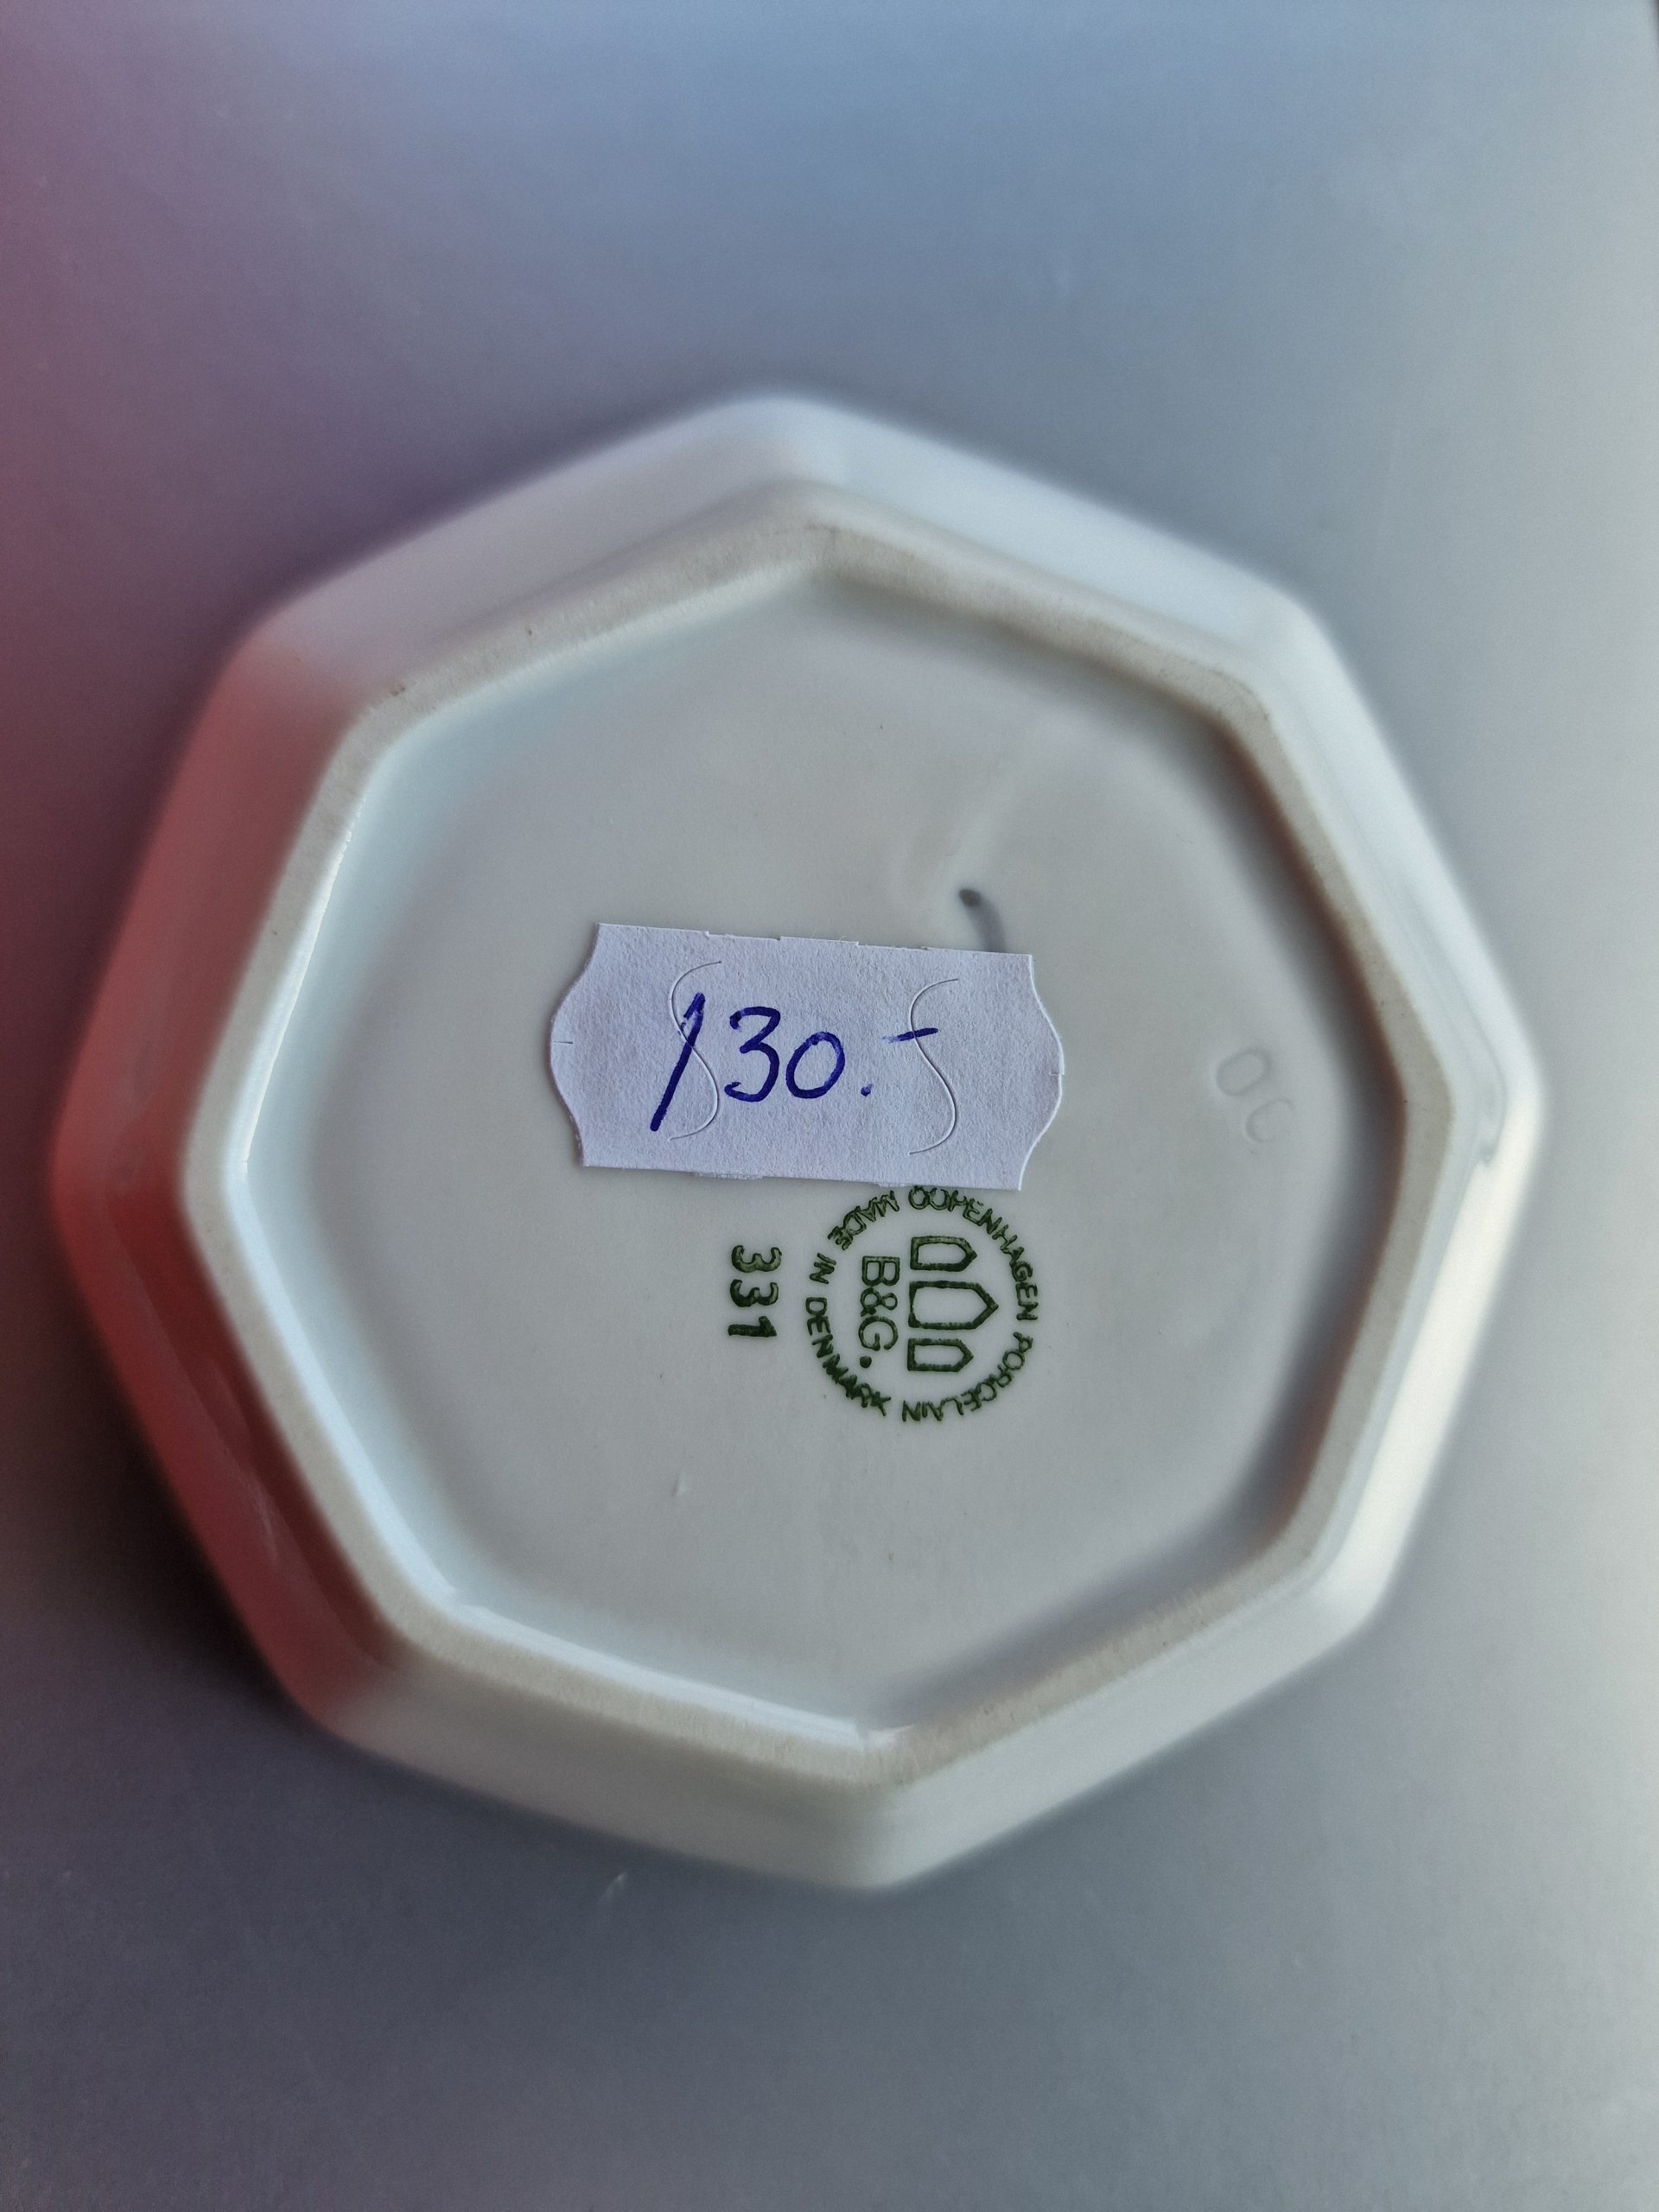 130.-
COPENHAGEN PORCELAIN
B&G.
MADE IN DENMARK
331